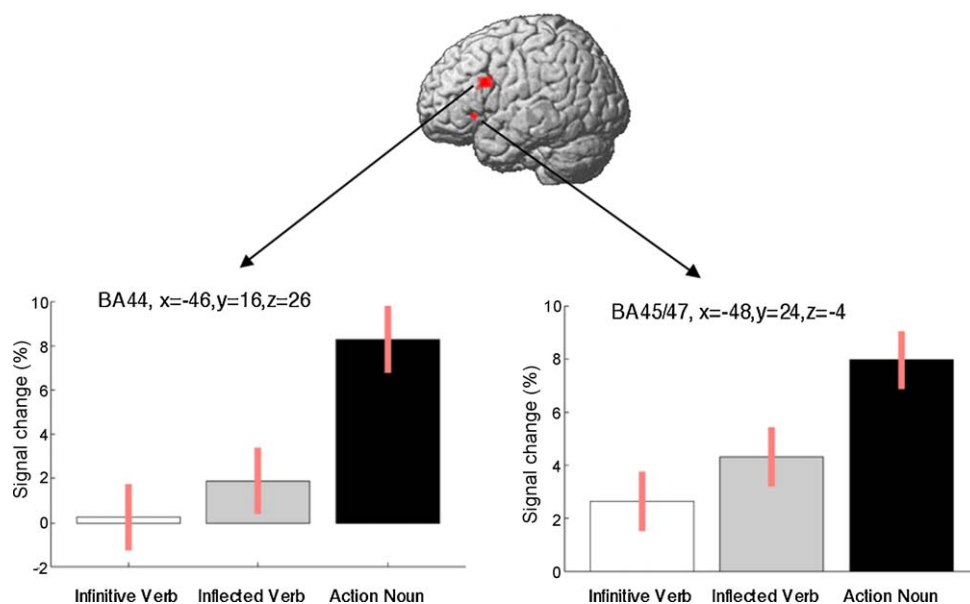 BA44, x=-46,y=16,z=26
10
8
6
4
2
0
-2
Signal change (%)
Infinitive Verb
Inflected Verb
Action Noun
BA45/47, x=-48,y=24,z=-4
10
8
6
4
2
0
Signal change (%)
Infinitive Verb
Inflected Verb
Action Noun